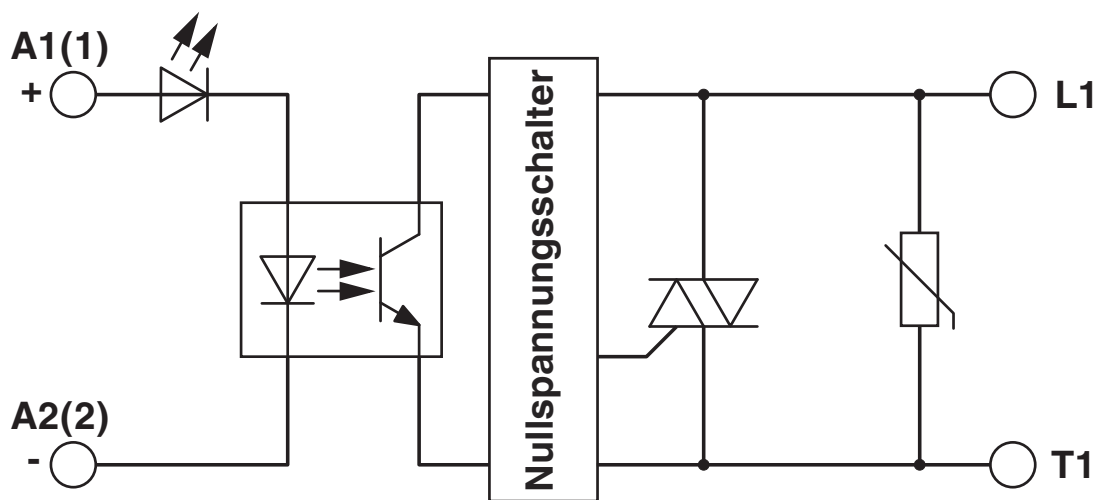 A1(1)
+
L1
Nullspannungsschalter
A2(2)
-
T1